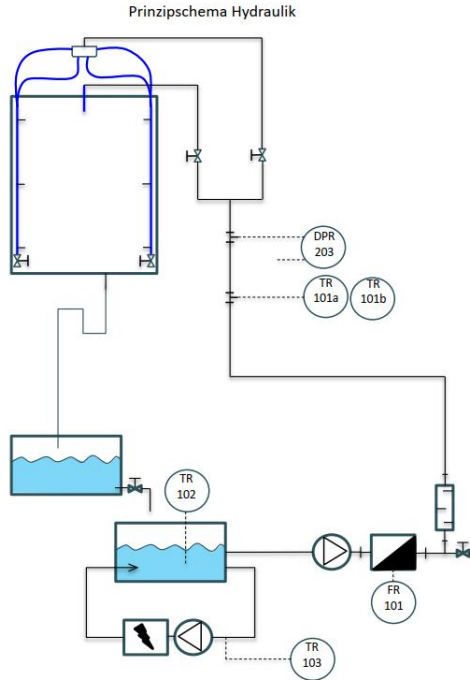 Prinzipschema Hydraulik
DPR
203
TR
101a
TR
101b
TR
102
FR
101
TR
103